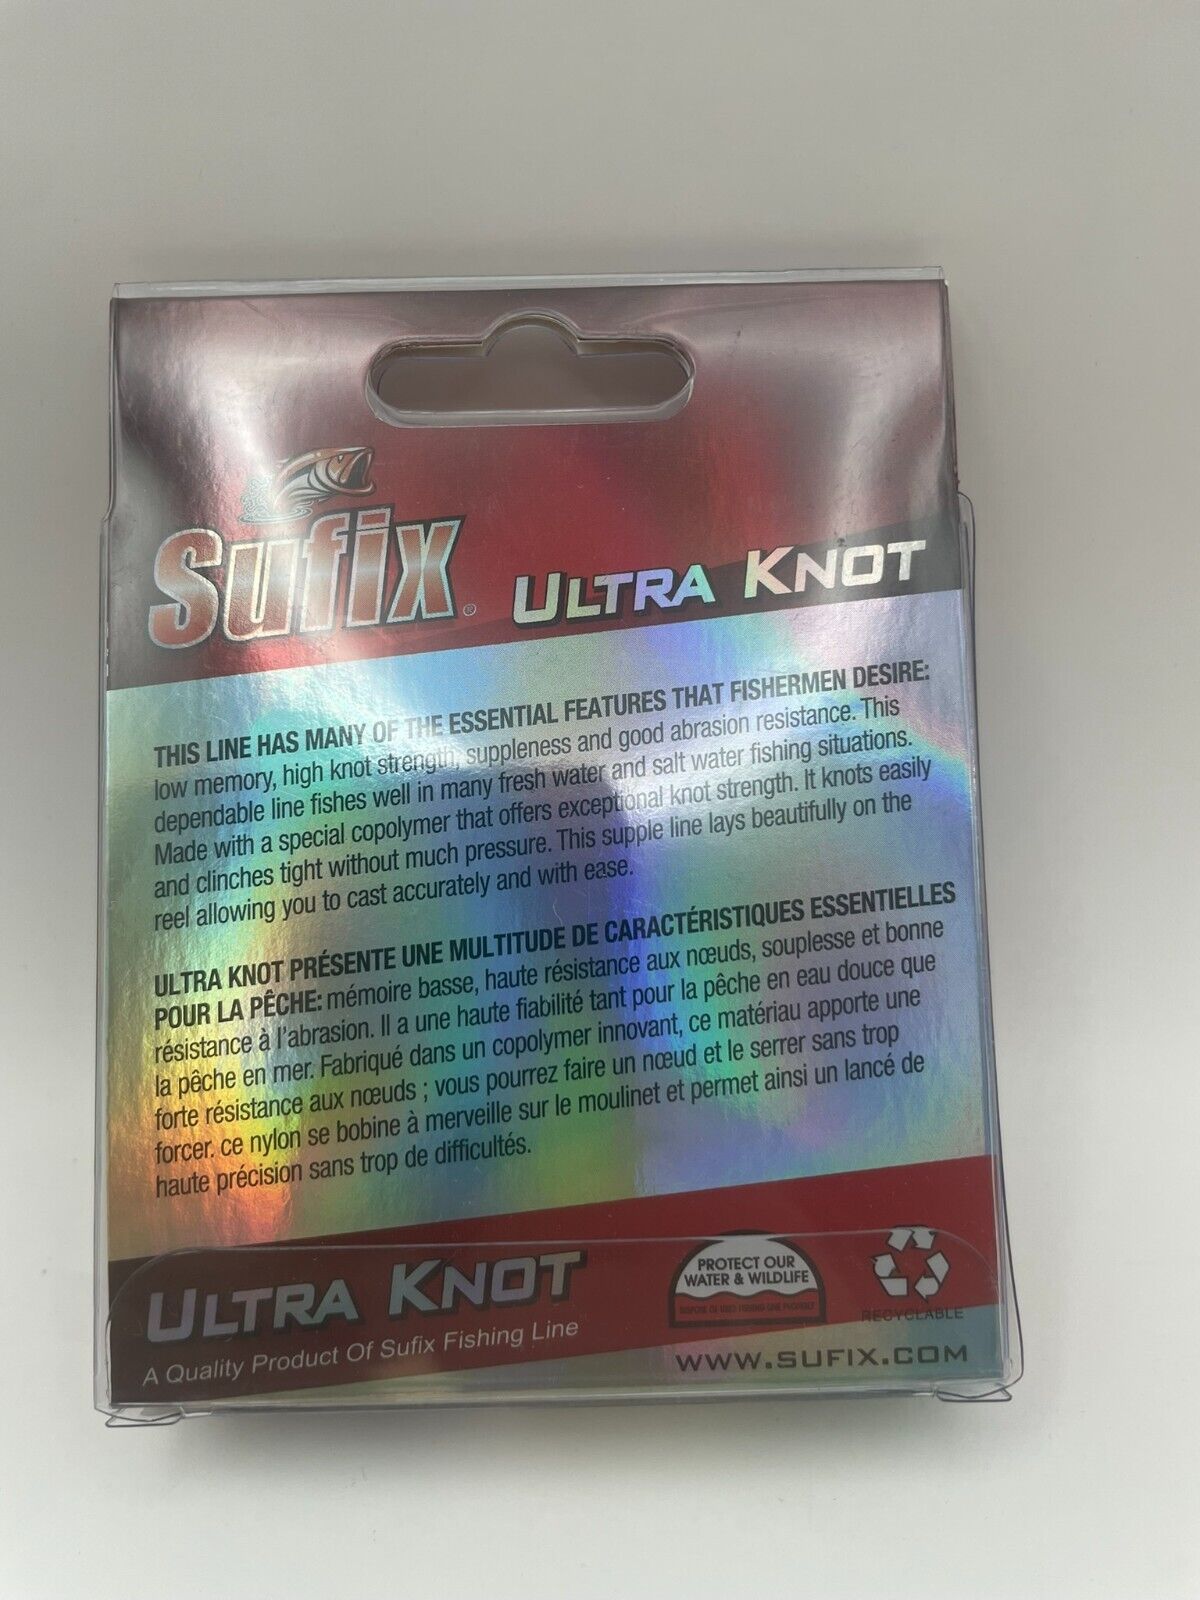 Sufix®
ULTRA KNOT
THIS LINE HAS MANY OF THE ESSENTIAL FEATURES THAT FISHERMEN DESIRE:
low memory, high knot strength, suppleness and good abrasion resistance. This
dependable line fishes well in many fresh water and salt water fishing situations.
Made with a special copolymer that offers exceptional knot strength. It knots easily
and clinches tight without much pressure. This supple line lays beautifully on the
reel allowing you to cast accurately and with ease.
ULTRA KNOT PRÉSENTE UNE MULTITUDE DE CARACTÉRISTIQUES ESSENTIELLES
POUR LA PÊCHE: mémoire basse, haute résistance aux nœuds, souplesse et bonne
résistance à l'abrasion. Il a une haute fiabilité tant pour la pêche en eau douce que
la pêche en mer. Fabriqué dans un copolymer innovant, ce matériau apporte une
forte résistance aux nœuds ; vous pourrez faire un nœud et le serrer sans trop
forcer. ce nylon se bobine à merveille sur le moulinet et permet ainsi un lancé de
haute précision sans trop de difficultés.
ULTRA KNOT
A Quality Product Of Sufix Fishing Line
PROTECT OUR
WATER & WILDLIFE
DISPOSE OF USED FISHING LINE PROPERLY
RECYCLABLE
WWW.SUFIX.COM